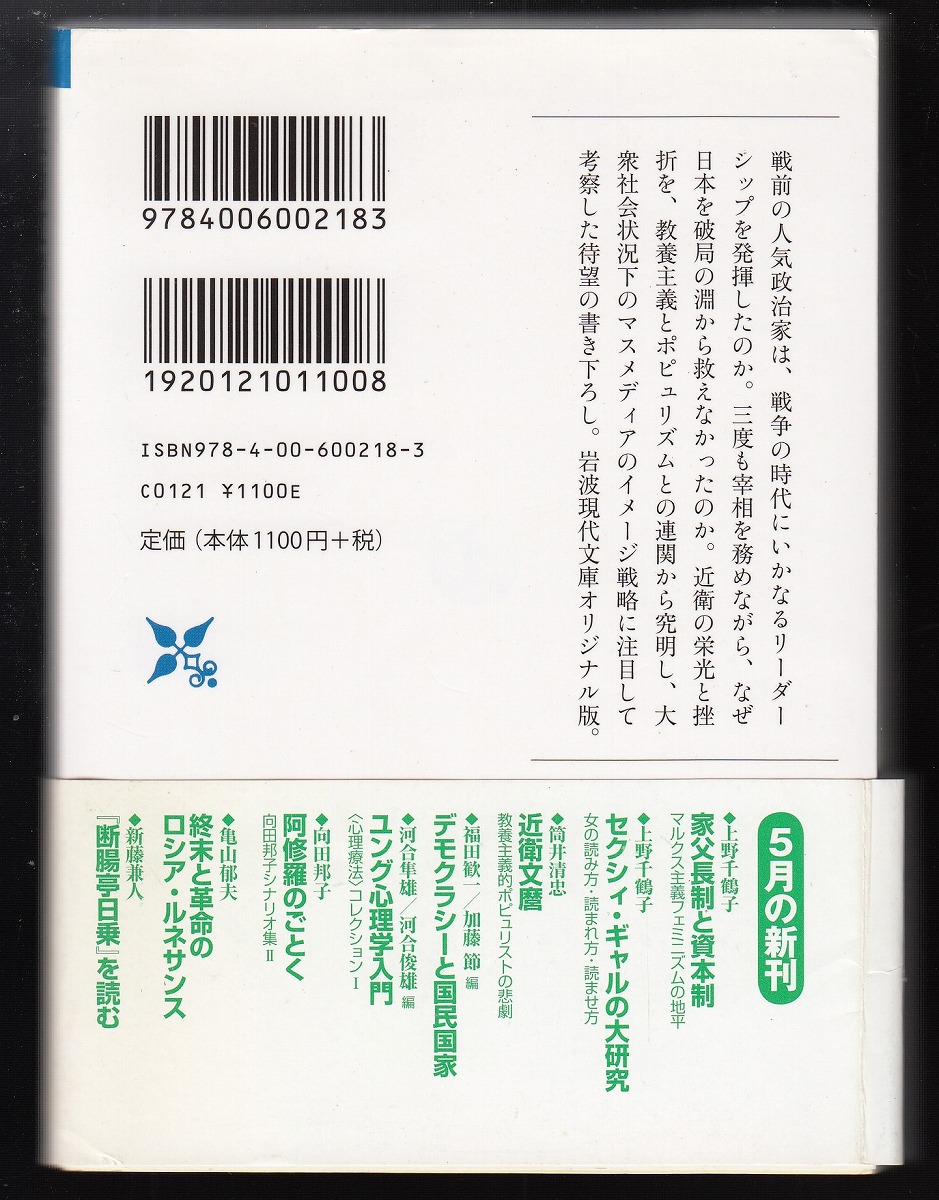 9784006002183
1920121011008
ISBN978-4-00-600218-3
C0121 ¥1100E
定価(本体1100円+税)
戦前の人気政治家は、戦争の時代にいかなるリーダー
シップを発揮したのか。三度も宰相を務めながら、なぜ
日本を破局の淵から救えなかったのか。近衛の栄光と挫
折を、教養主義とポピュリズムとの連関から究明し、大
衆社会状況下のマスメディアのイメージ戦略に注目して
考察した待望の書き下ろし。岩波現代文庫オリジナル版。
5月の新刊
◆上野千鶴子
家父長制と資本制
マルクス主義フェミニズムの地平
◆上野千鶴子
セクシィ・ギャルの大研究
女の読み方・読まれ方・読ませ方
◆筒井清忠
近衛文麿
教養主義的ポピュリストの悲劇
◆福田歓一/加藤 節 編
デモクラシーと国民国家
◆河合隼雄/河合俊雄 編
ユング心理学入門
〈心理療法〉コレクションⅠ
◆向田邦子
阿修羅のごとく
向田邦子シナリオ集Ⅱ
◆亀山郁夫
終末と革命の
ロシア・ルネサンス
◆新藤兼人
『断腸亭日乗』を読む